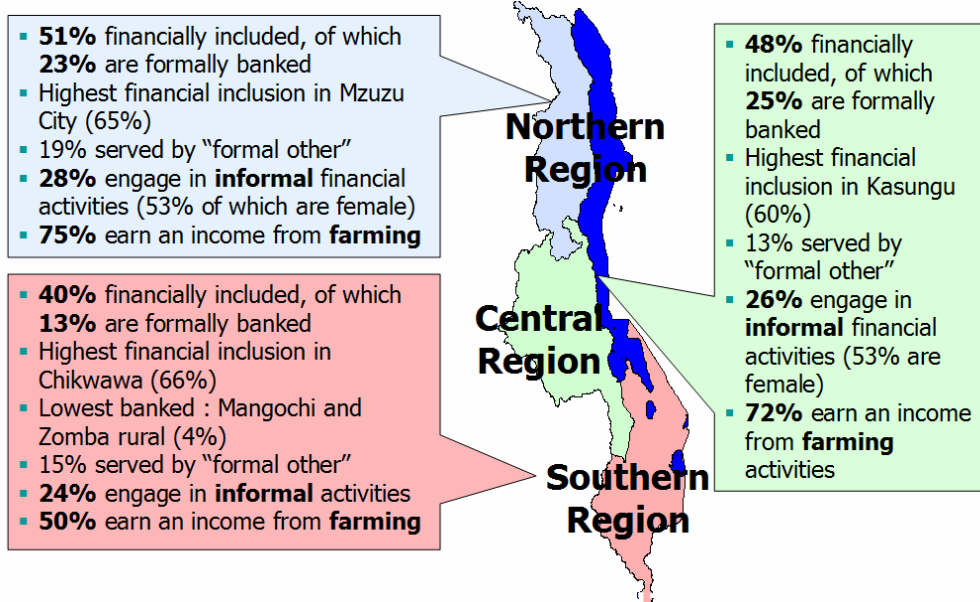 ▪ 51% financially included, of which
23% are formally banked
▪ Highest financial inclusion in Mzuzu
City (65%)
▪ 19% served by “formal other”
▪ 28% engage in informal financial
activities (53% of which are female)
▪ 75% earn an income from farming
▪ 40% financially included, of which
13% are formally banked
▪ Highest financial inclusion in
Chikwawa (66%)
▪ Lowest banked : Mangochi and
Zomba rural (4%)
▪ 15% served by “formal other”
▪ 24% engage in informal activities
▪ 50% earn an income from farming
Northern
Region
Central
Region
Southern
Region
▪ 48% financially
included, of which
25% are formally
banked
▪ Highest financial
inclusion in Kasungu
(60%)
▪ 13% served by
“formal other”
▪ 26% engage in
informal financial
activities (53% are
female)
▪ 72% earn an income
from farming
activities